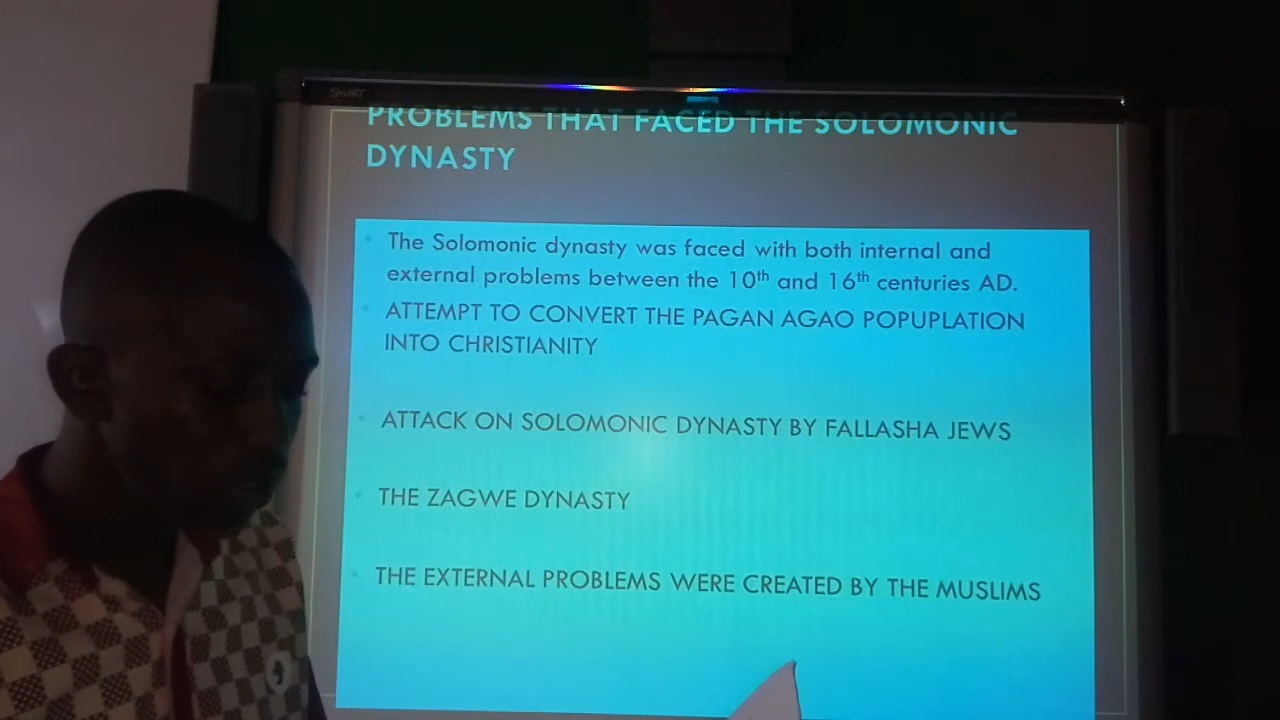 SMART
PROBLEMS THAT FACED THE SOLOMONIC
DYNASTY
The Solomonic dynasty was faced with both internal and
external problems between the 10th and 16th centuries AD.
ATTEMPT TO CONVERT THE PAGAN AGAO POPUPLATION
INTO CHRISTIANITY
ATTACK ON SOLOMONIC DYNASTY BY FALLASHA JEWS
THE ZAGWE DYNASTY
THE EXTERNAL PROBLEMS WERE CREATED BY THE MUSLIMS